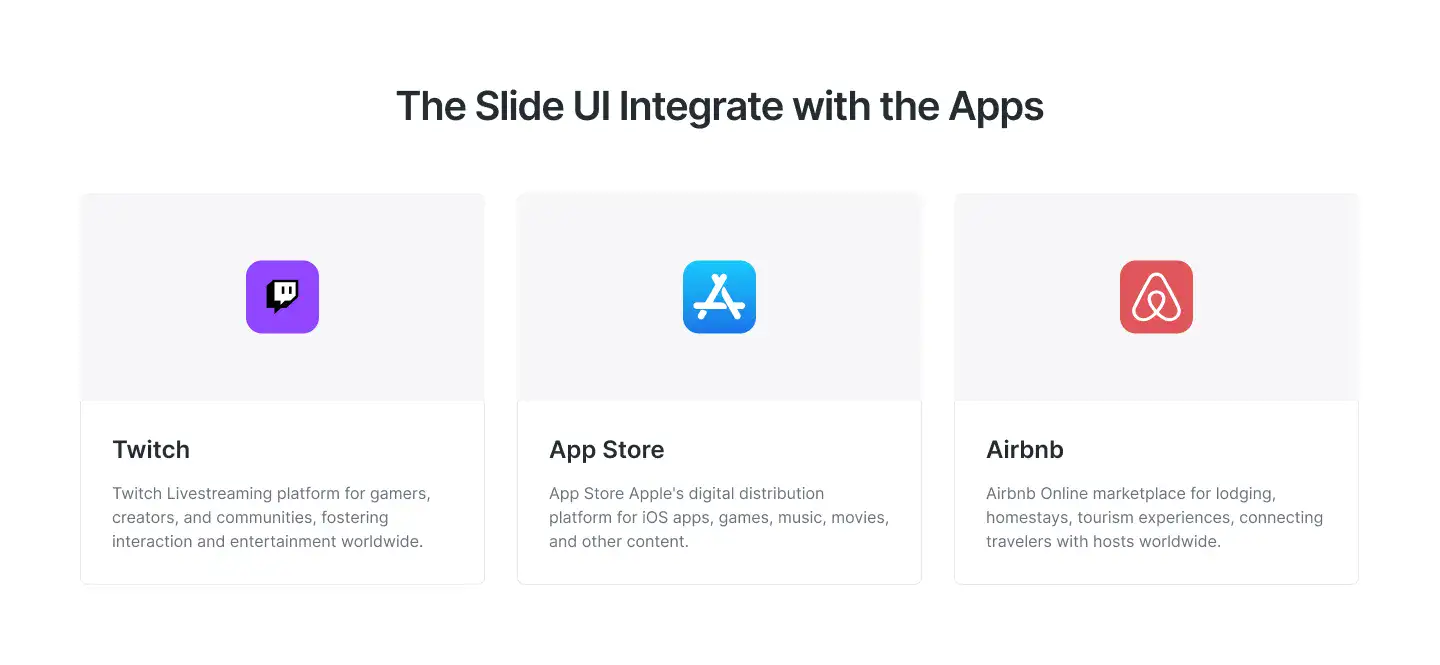 The Slide UI Integrate with the Apps
Twitch
Twitch Livestreaming platform for gamers,
creators, and communities, fostering
interaction and entertainment worldwide.
App Store
App Store Apple's digital distribution
platform for iOS apps, games, music, movies,
and other content.
Airbnb
Airbnb Online marketplace for lodging,
homestays, tourism experiences, connecting
travelers with hosts worldwide.